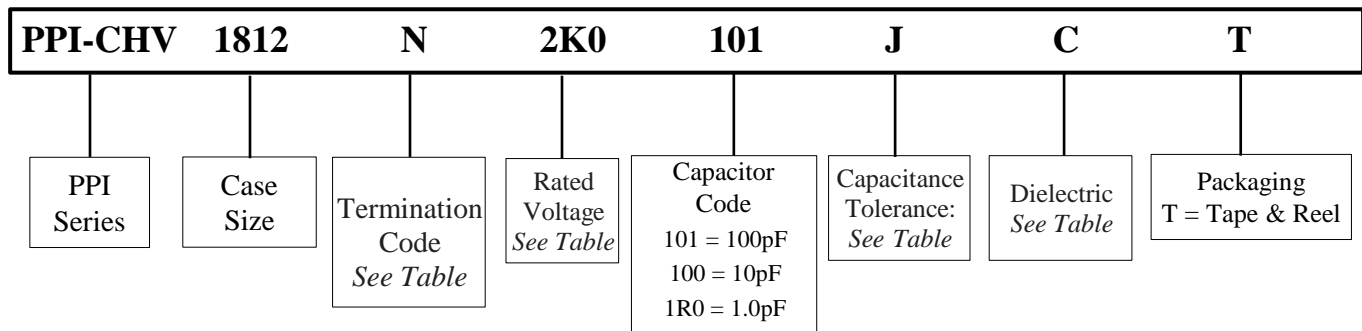 PPI-CHV 1812 N 2K0 101 J C T
PPI
Series
Case
Size
Termination
Code
See Table
Rated
Voltage
See Table
Capacitor
Code
101 = 100pF
100 = 10pF
1R0 = 1.0pF
Capacitance
Tolerance:
See Table
Dielectric
See Table
Packaging
T = Tape & Reel